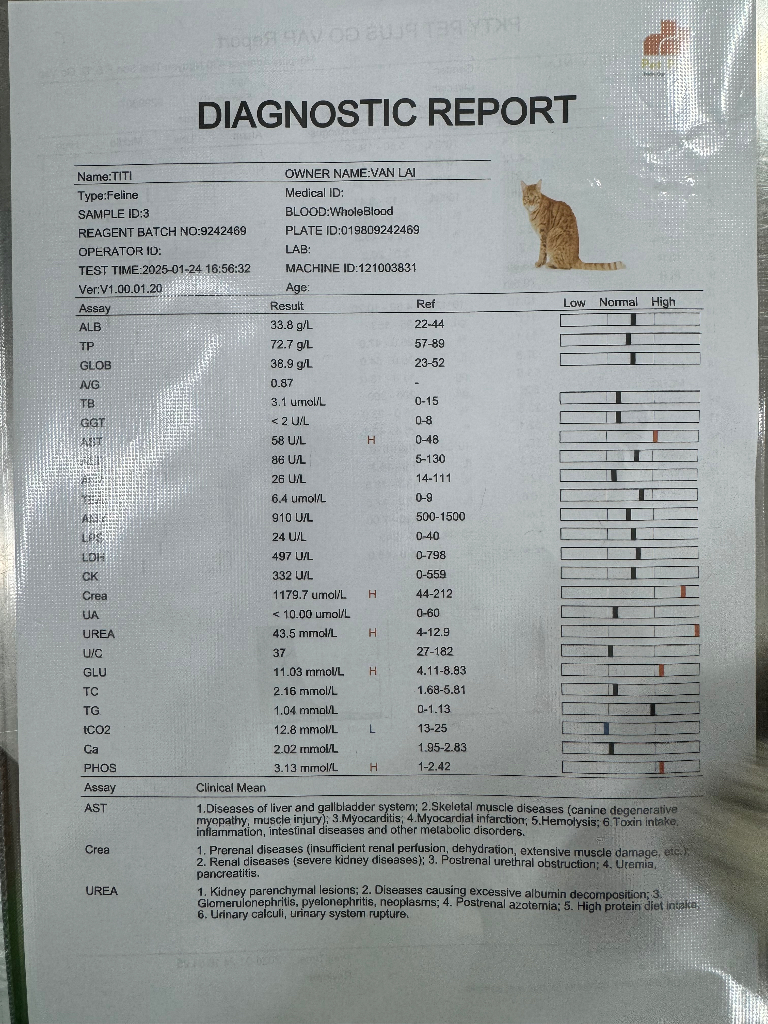 DIAGNOSTIC REPORT
Name:TITI OWNER NAME:VAN LAI
Type:Feline Medical ID:
SAMPLE ID:3 BLOOD:WholeBlood
REAGENT BATCH NO:9242469 PLATE ID:019809242469
OPERATOR ID: LAB:
TEST TIME:2025-01-24 16:56:32 MACHINE ID:121003831
Ver:V1.00.01.20 Age:
Assay Result Ref Low Normal High
ALB 33.8 g/L 22-44
TP 72.7 g/L 57-89
GLOB 38.9 g/L 23-52
A/G 0.87 -
TB 3.1 umol/L 0-15
GGT < 2 U/L 0-8
AST 58 U/L H 0-48
86 U/L 5-130
26 U/L 14-111
6.4 umol/L 0-9
910 U/L 500-1500
LPS 24 U/L 0-40
LDH 497 U/L 0-798
CK 332 U/L 0-559
Crea 1179.7 umol/L H 44-212
UA < 10.00 umol/L 0-60
UREA 43.5 mmol/L H 4-12.9
U/C 37 27-182
GLU 11.03 mmol/L H 4.11-8.83
TC 2.16 mmol/L 1.68-5.81
TG 1.04 mmol/L 0-1.13
tCO2 12.8 mmol/L L 13-25
Ca 2.02 mmol/L 1.95-2.83
PHOS 3.13 mmol/L H 1-2.42
Assay Clinical Mean
AST 1.Diseases of liver and gallbladder system; 2.Skeletal muscle diseases (canine degenerative
myopathy, muscle injury); 3.Myocarditis; 4.Myocardial infarction; 5.Hemolysis; 6.Toxin intake,
inflammation, intestinal diseases and other metabolic disorders.
Crea 1. Prerenal diseases (insufficient renal perfusion, dehydration, extensive muscle damage, etc.);
2. Renal diseases (severe kidney diseases); 3. Postrenal urethral obstruction; 4. Uremia,
pancreatitis.
UREA 1. Kidney parenchymal lesions; 2. Diseases causing excessive albumin decomposition; 3.
Glomerulonephritis, pyelonephritis, neoplasms; 4. Postrenal azotemia; 5. High protein diet intake;
6. Urinary calculi, urinary system rupture.